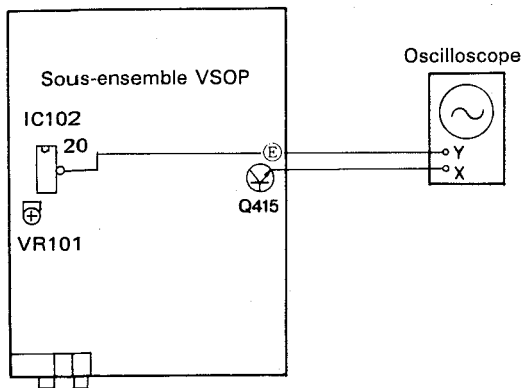 Oscilloscope
Sous-ensemble VSOP
IC102
20
E
Y
X
Q415
VR101